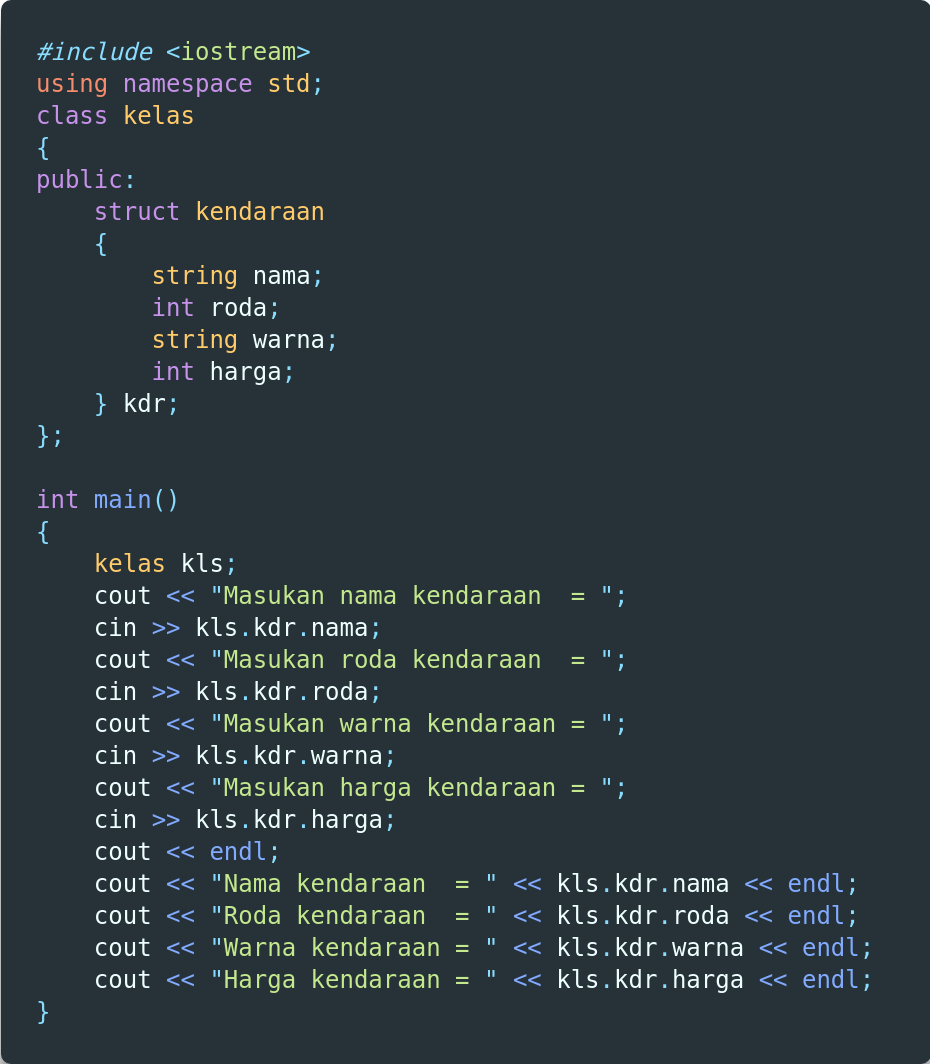 #include <iostream>
using namespace std;
class kelas
{
public:
    struct kendaraan
    {
        string nama;
        int roda;
        string warna;
        int harga;
    } kdr;
};

int main()
{
    kelas kls;
    cout << "Masukan nama kendaraan  = ";
    cin >> kls.kdr.nama;
    cout << "Masukan roda kendaraan  = ";
    cin >> kls.kdr.roda;
    cout << "Masukan warna kendaraan = ";
    cin >> kls.kdr.warna;
    cout << "Masukan harga kendaraan = ";
    cin >> kls.kdr.harga;
    cout << endl;
    cout << "Nama kendaraan  = " << kls.kdr.nama << endl;
    cout << "Roda kendaraan  = " << kls.kdr.roda << endl;
    cout << "Warna kendaraan = " << kls.kdr.warna << endl;
    cout << "Harga kendaraan = " << kls.kdr.harga << endl;
}